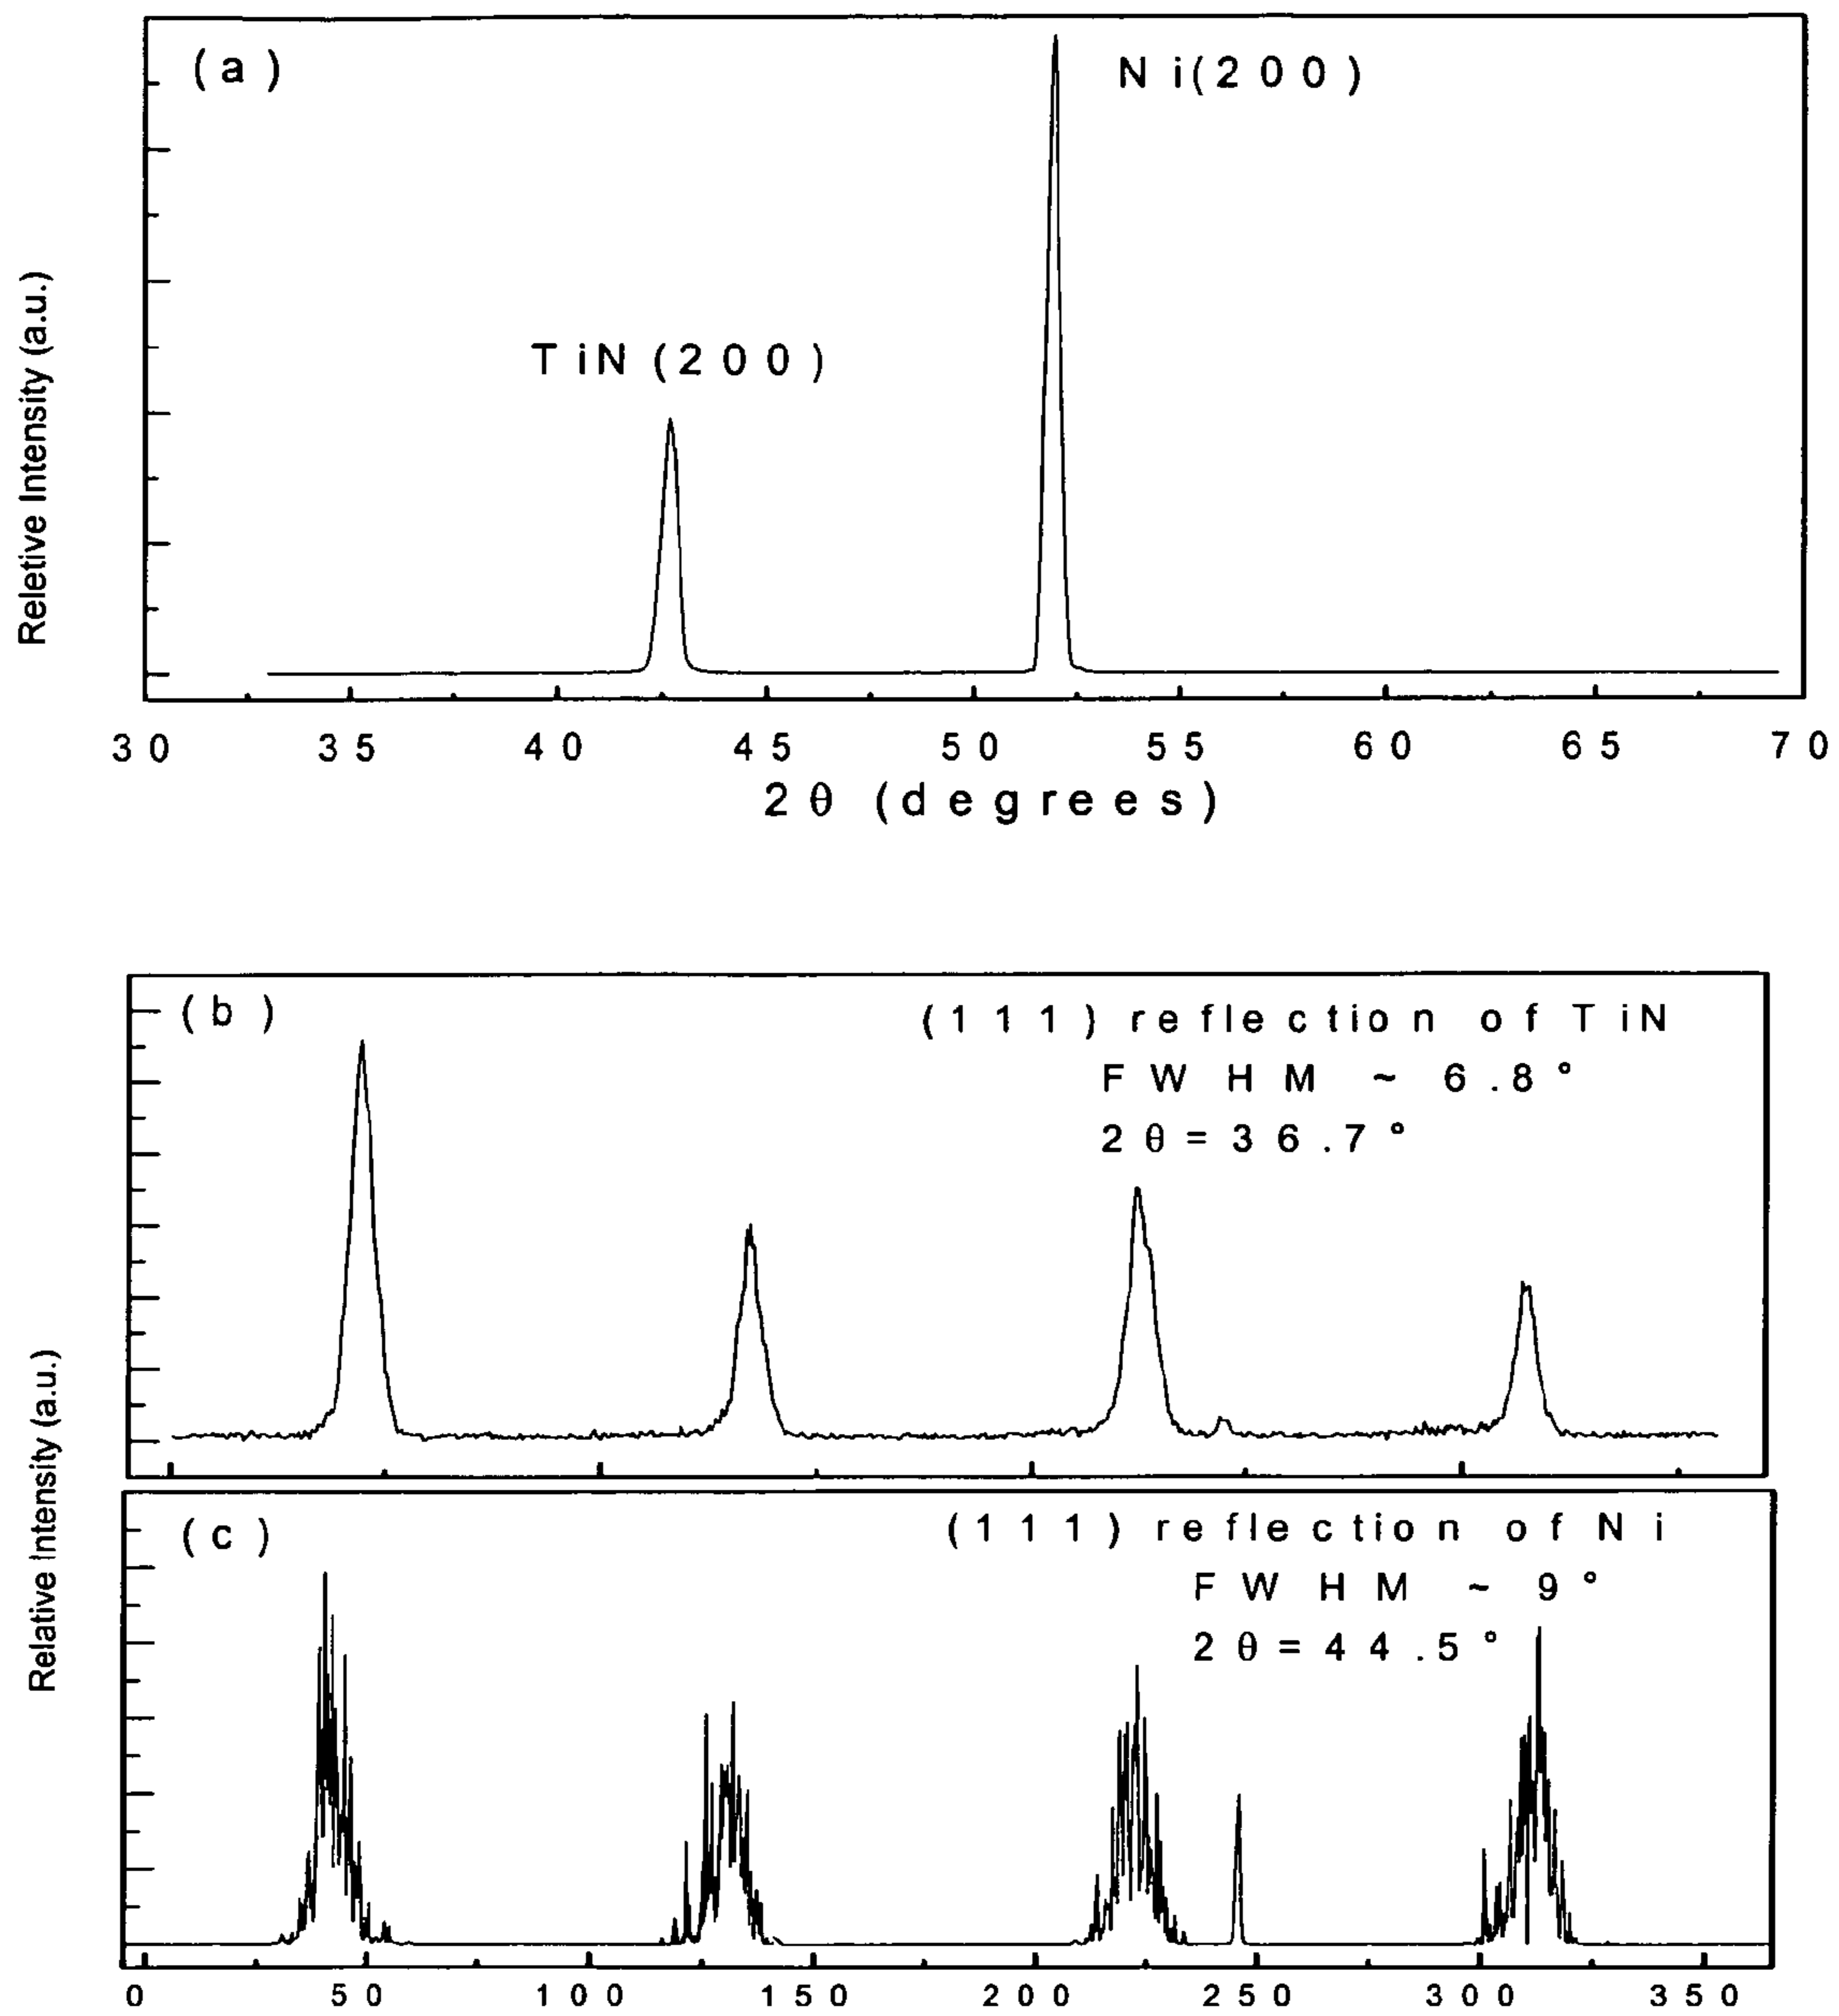 (a)
Ni(200)
TiN(200)
Reletive Intensity (a.u.)
30 35 40 45 50 55 60 65 70
2θ (degrees)
(b)
(111) reflection of TiN
FWHM ~ 6.8°
2θ=36.7°
Relative Intensity (a.u.)
(c)
(111) reflection of Ni
FWHM ~ 9°
2θ=44.5°
0 50 100 150 200 250 300 350